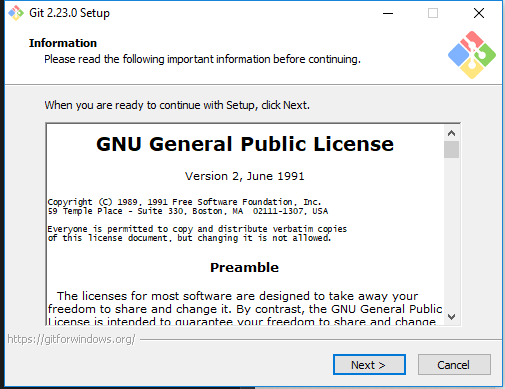 Git 2.23.0 Setup
Information
Please read the following important information before continuing.
When you are ready to continue with Setup, click Next.
GNU General Public License
Version 2, June 1991
Copyright (C) 1989, 1991 Free Software Foundation, Inc.
59 Temple Place - Suite 330, Boston, MA  02111-1307, USA
Everyone is permitted to copy and distribute verbatim copies
of this license document, but changing it is not allowed.
Preamble
The licenses for most software are designed to take away your
freedom to share and change it. By contrast, the GNU General Public
License is intended to guarantee your freedom to share and change
https://gitforwindows.org/
Next >
Cancel